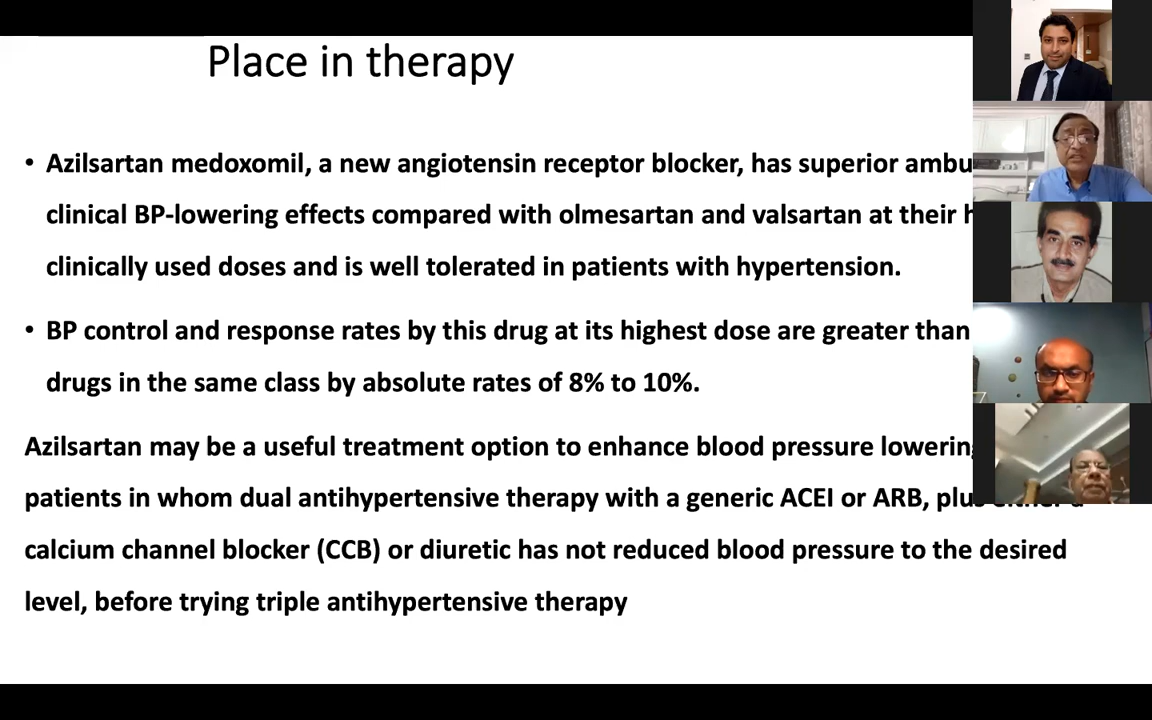 Place in therapy
• Azilsartan medoxomil, a new angiotensin receptor blocker, has superior
clinical BP-lowering effects compared with olmesartan and valsartan at their
clinically used doses and is well tolerated in patients with hypertension.
• BP control and response rates by this drug at its highest dose are greater than
drugs in the same class by absolute rates of 8% to 10%.
Azilsartan may be a useful treatment option to enhance blood pressure lowering
patients in whom dual antihypertensive therapy with a generic ACEI or ARB, plus either a
calcium channel blocker (CCB) or diuretic has not reduced blood pressure to the desired
level, before trying triple antihypertensive therapy